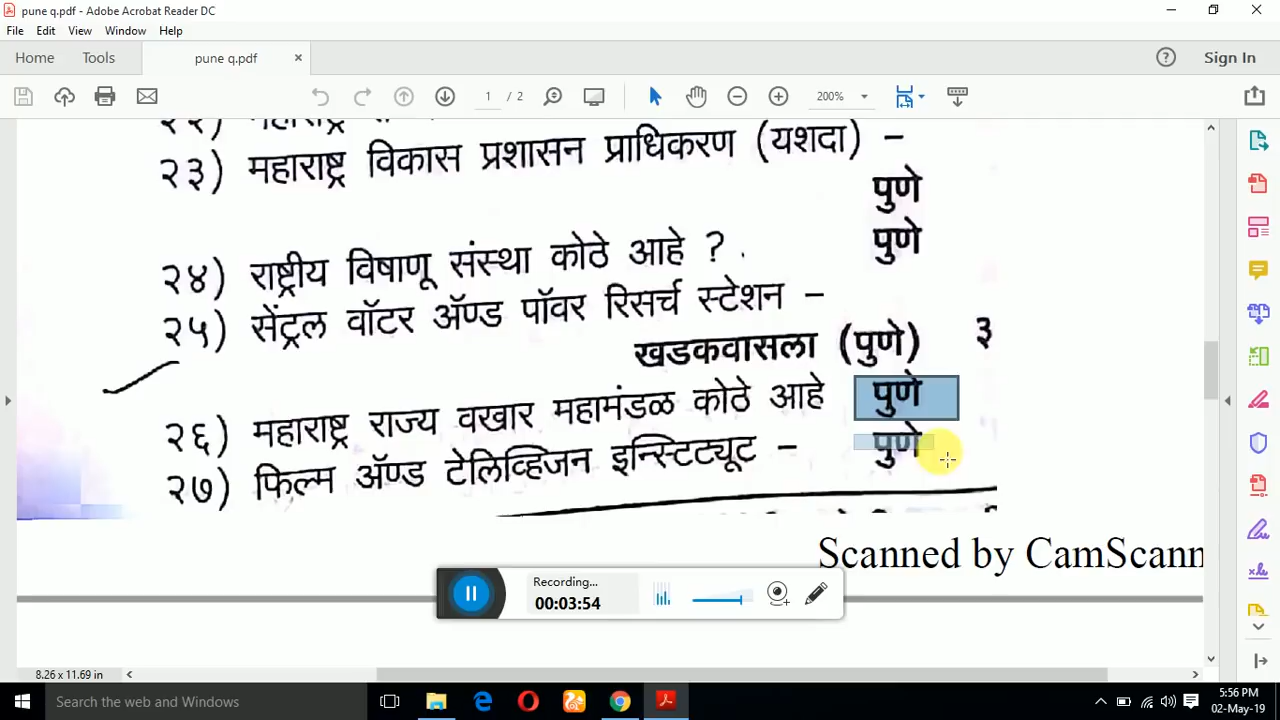 pune q.pdf - Adobe Acrobat Reader DC
File Edit View Window Help
Home Tools pune q.pdf × ? Sign In
1 / 2 200%
२३) महाराष्ट्र विकास प्रशासन प्राधिकरण (यशदा) –
पुणे
पुणे
२४) राष्ट्रीय विषाणू संस्था कोठे आहे ? .
२५) सेंट्रल वॉटर ॲण्ड पॉवर रिसर्च स्टेशन –
खडकवासला (पुणे) ३
२६) महाराष्ट्र राज्य वखार महामंडळ कोठे आहे पुणे
२७) फिल्म ॲण्ड टेलिव्हिजन इन्स्टिट्यूट – पुणे
Scanned by CamScann
Recording...
00:03:54
8.26 x 11.69 in
Search the web and Windows
5:56 PM
02-May-19